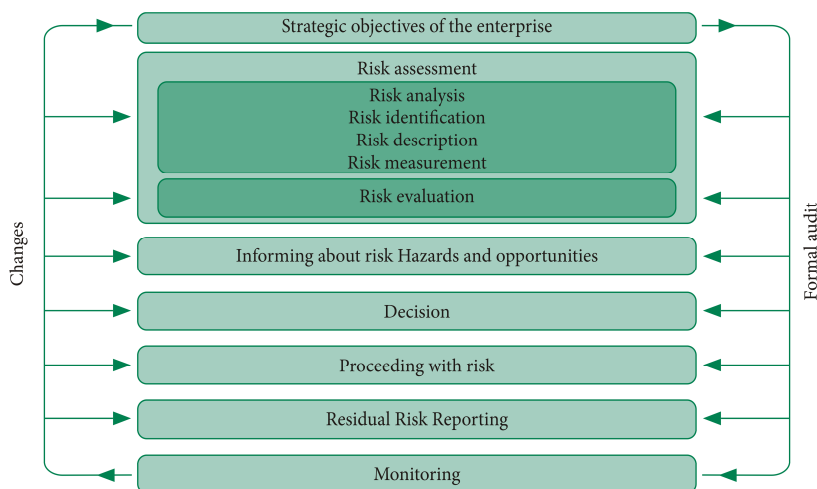 Strategic objectives of the enterprise
Risk assessment
Risk analysis
Risk identification
Risk description
Risk measurement
Risk evaluation
Informing about risk Hazards and opportunities
Decision
Proceeding with risk
Residual Risk Reporting
Monitoring
Changes
Formal audit